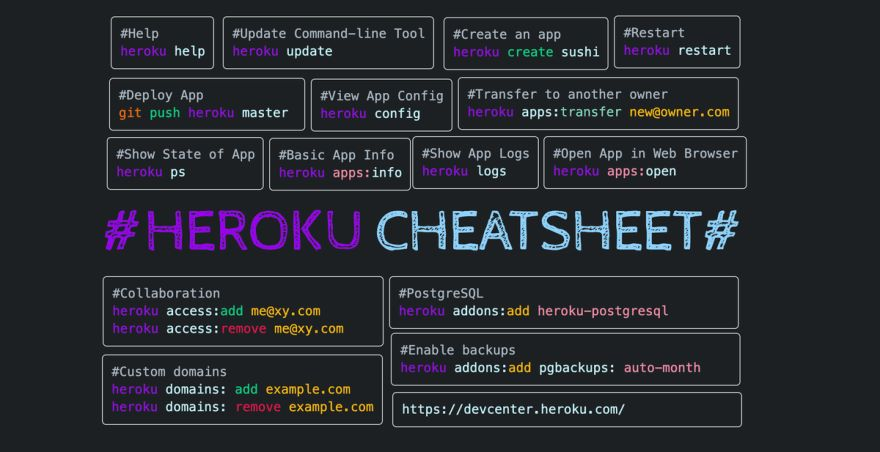 #Help
heroku help
#Update Command-line Tool
heroku update
#Create an app
heroku create sushi
#Restart
heroku restart
#Deploy App
git push heroku master
#View App Config
heroku config
#Transfer to another owner
heroku apps:transfer new@owner.com
#Show State of App
heroku ps
#Basic App Info
heroku apps:info
#Show App Logs
heroku logs
#Open App in Web Browser
heroku apps:open
#HEROKU CHEATSHEET#
#Collaboration
heroku access:add me@xy.com
heroku access:remove me@xy.com
#PostgreSQL
heroku addons:add heroku-postgresql
#Custom domains
heroku domains: add example.com
heroku domains: remove example.com
#Enable backups
heroku addons:add pgbackups: auto-month
https://devcenter.heroku.com/